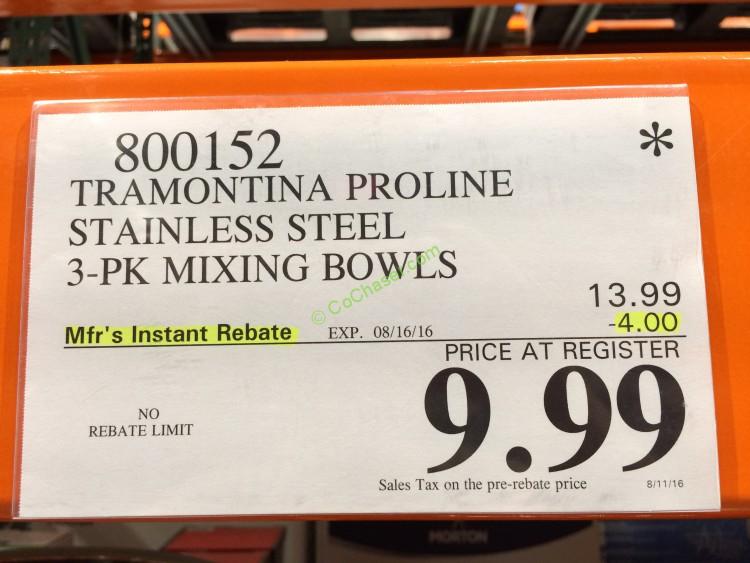 800152 *
TRAMONTINA PROLINE
STAINLESS STEEL
3-PK MIXING BOWLS
© CoChaser.com
13.99
Mfr's Instant Rebate EXP. 08/16/16 -4.00
PRICE AT REGISTER
9.99
NO
REBATE LIMIT
Sales Tax on the pre-rebate price 8/11/16
MORTON